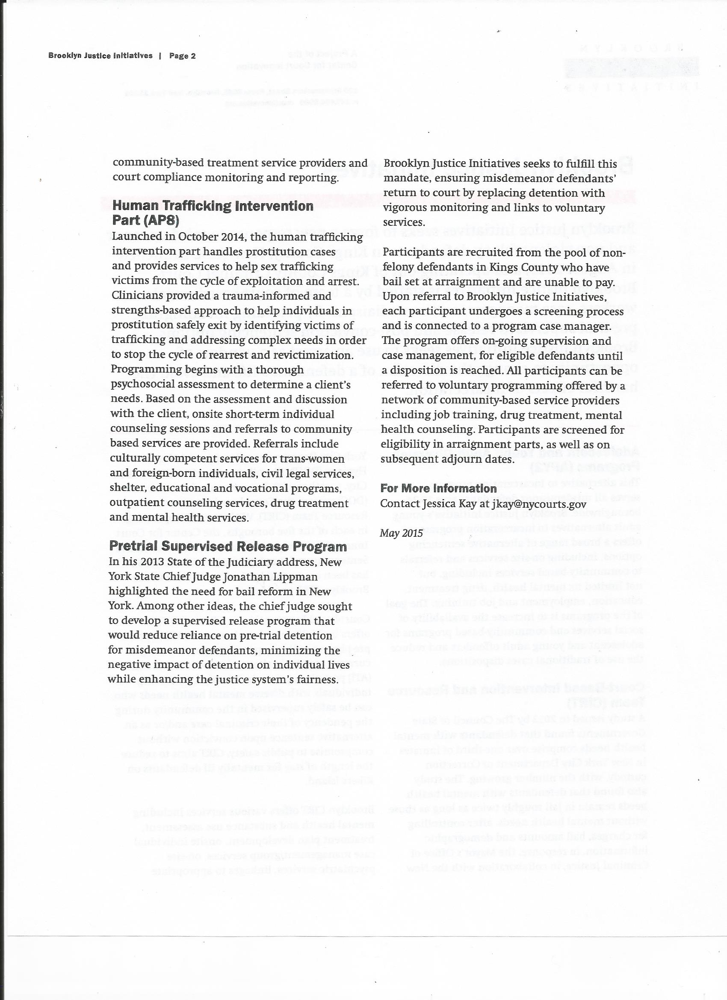 Brooklyn Justice Initiatives | Page 2
community-based treatment service providers and
court compliance monitoring and reporting.
Human Trafficking Intervention
Part (AP8)
Launched in October 2014, the human trafficking
intervention part handles prostitution cases
and provides services to help sex trafficking
victims from the cycle of exploitation and arrest.
Clinicians provided a trauma-informed and
strengths-based approach to help individuals in
prostitution safely exit by identifying victims of
trafficking and addressing complex needs in order
to stop the cycle of rearrest and revictimization.
Programming begins with a thorough
psychosocial assessment to determine a client's
needs. Based on the assessment and discussion
with the client, onsite short-term individual
counseling sessions and referrals to community
based services are provided. Referrals include
culturally competent services for trans-women
and foreign-born individuals, civil legal services,
shelter, educational and vocational programs,
outpatient counseling services, drug treatment
and mental health services.
Pretrial Supervised Release Program
In his 2013 State of the Judiciary address, New
York State Chief Judge Jonathan Lippman
highlighted the need for bail reform in New
York. Among other ideas, the chief judge sought
to develop a supervised release program that
would reduce reliance on pre-trial detention
for misdemeanor defendants, minimizing the
negative impact of detention on individual lives
while enhancing the justice system's fairness.
Brooklyn Justice Initiatives seeks to fulfill this
mandate, ensuring misdemeanor defendants'
return to court by replacing detention with
vigorous monitoring and links to voluntary
services.
Participants are recruited from the pool of non-
felony defendants in Kings County who have
bail set at arraignment and are unable to pay.
Upon referral to Brooklyn Justice Initiatives,
each participant undergoes a screening process
and is connected to a program case manager.
The program offers on-going supervision and
case management, for eligible defendants until
a disposition is reached. All participants can be
referred to voluntary programming offered by a
network of community-based service providers
including job training, drug treatment, mental
health counseling. Participants are screened for
eligibility in arraignment parts, as well as on
subsequent adjourn dates.
For More Information
Contact Jessica Kay at jkay@nycourts.gov
May 2015